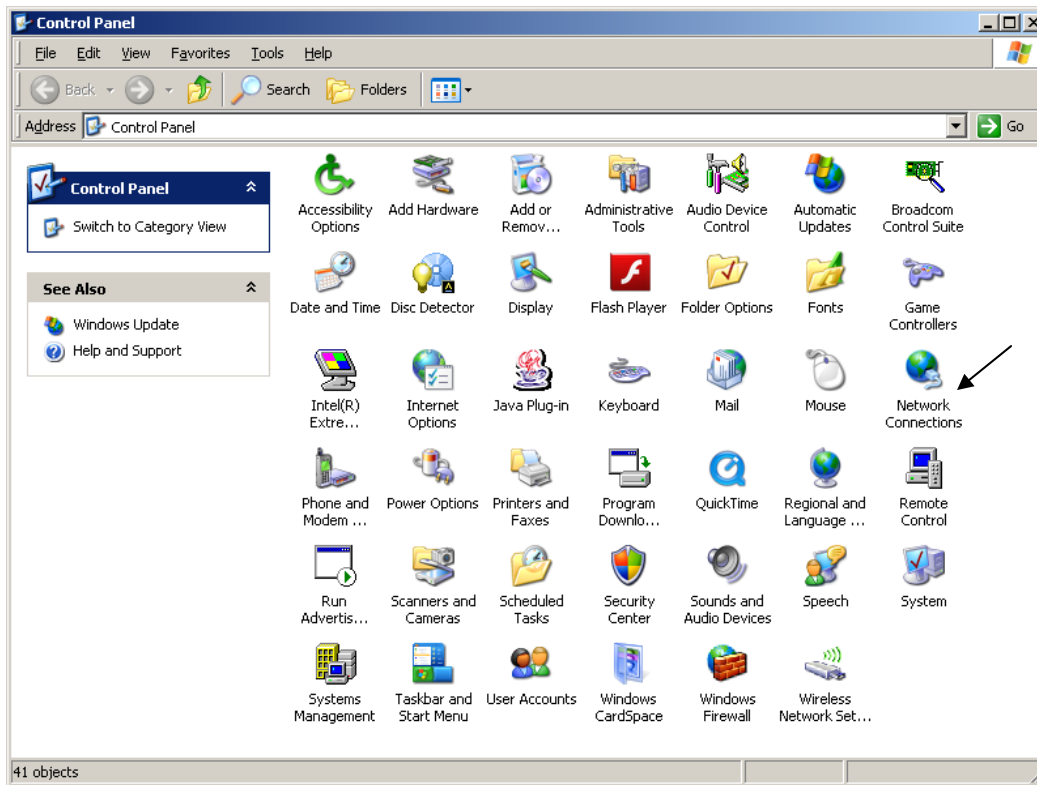 Control Panel
File Edit View Favorites Tools Help
Back Search Folders
Address Control Panel Go
Control Panel
Switch to Category View
See Also
Windows Update
Help and Support
Accessibility Options
Add Hardware
Add or Remov...
Administrative Tools
Audio Device Control
Automatic Updates
Broadcom Control Suite
Date and Time
Disc Detector
Display
Flash Player
Folder Options
Fonts
Game Controllers
Intel(R) Extre...
Internet Options
Java Plug-in
Keyboard
Mail
Mouse
Network Connections
Phone and Modem ...
Power Options
Printers and Faxes
Program Downlo...
QuickTime
Regional and Language ...
Remote Control
Run Advertis...
Scanners and Cameras
Scheduled Tasks
Security Center
Sounds and Audio Devices
Speech
System
Systems Management
Taskbar and Start Menu
User Accounts
Windows CardSpace
Windows Firewall
Wireless Network Set...
41 objects